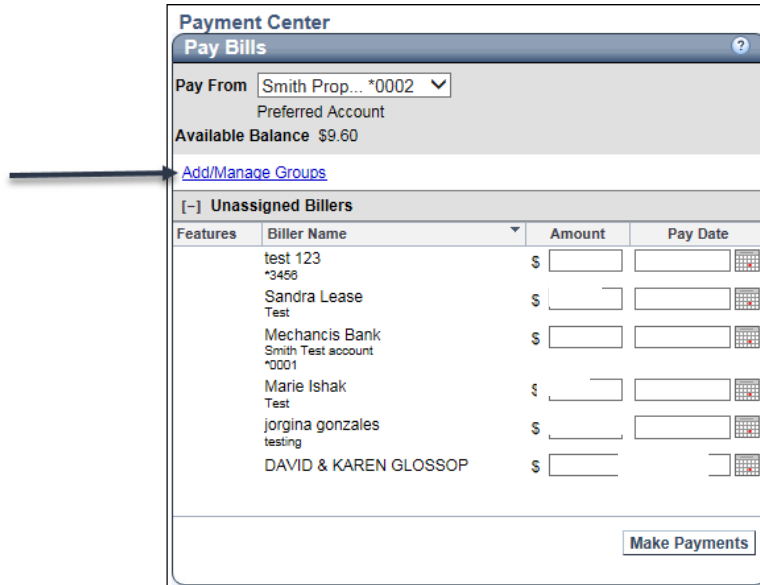 Payment Center
Pay Bills ?
Pay From Smith Prop... *0002
Preferred Account
Available Balance $9.60
Add/Manage Groups
[-] Unassigned Billers
Features Biller Name Amount Pay Date
test 123 $
*3456
Sandra Lease $
Test
Mechancis Bank $
Smith Test account
*0001
Marie Ishak $
Test
jorgina gonzales $
testing
DAVID & KAREN GLOSSOP $
Make Payments